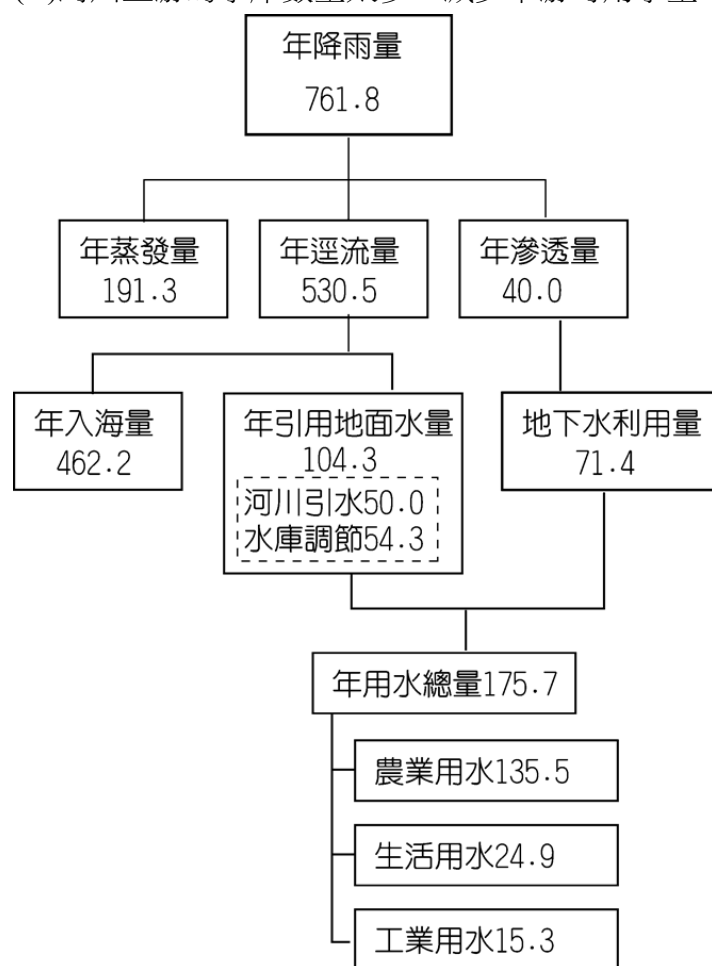 年降雨量
761.8
年蒸發量
191.3
年逕流量
530.5
年滲透量
40.0
年入海量
462.2
年引用地面水量
104.3
河川引水50.0
水庫調節54.3
地下水利用量
71.4
年用水總量175.7
農業用水135.5
生活用水24.9
工業用水15.3